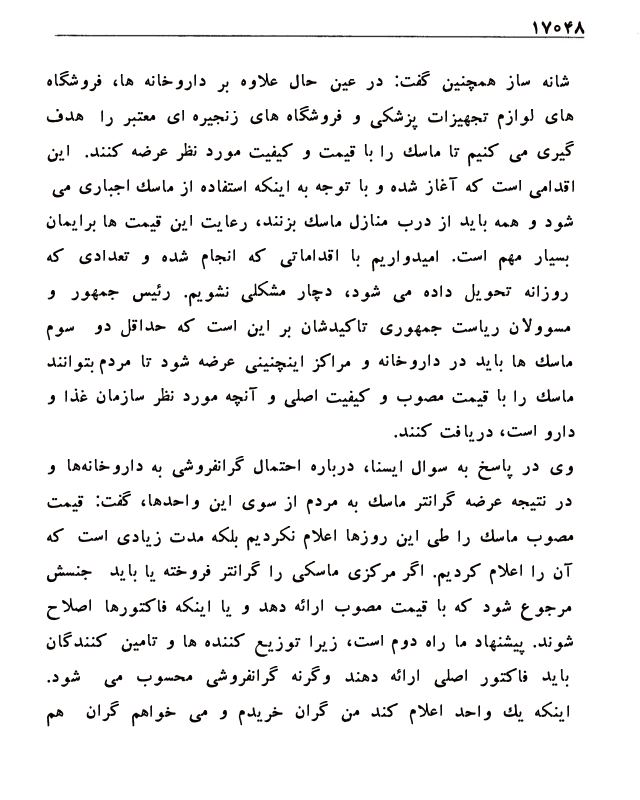 ۱۷۰۴۸
شانه ساز همچنین گفت: در عین حال علاوه بر داروخانه ها، فروشگاه
های لوازم تجهیزات پزشکی و فروشگاه های زنجیره ای معتبر را هدف
گیری می کنیم تا ماسك را با قیمت و کیفیت مورد نظر عرضه کنند. این
اقدامی است که آغاز شده و با توجه به اینکه استفاده از ماسك اجباری می
شود و همه باید از درب منازل ماسك بزنند، رعایت این قیمت ها برایمان
بسیار مهم است. امیدواریم با اقداماتی که انجام شده و تعدادی که
روزانه تحویل داده می شود، دچار مشکلی نشویم. رئیس جمهور و
مسوولان ریاست جمهوری تاکیدشان بر این است که حداقل دو سوم
ماسك ها باید در داروخانه و مراکز اینچنینی عرضه شود تا مردم بتوانند
ماسك را با قیمت مصوب و کیفیت اصلی و آنچه مورد نظر سازمان غذا و
دارو است، دریافت کنند.
وی در پاسخ به سوال ایسنا، درباره احتمال گرانفروشی به داروخانه‌ها و
در نتیجه عرضه گرانتر ماسك به مردم از سوی این واحدها، گفت: قیمت
مصوب ماسك را طی این روزها اعلام نکردیم بلکه مدت زیادی است که
آن را اعلام کردیم. اگر مرکزی ماسکی را گرانتر فروخته یا باید جنسش
مرجوع شود که با قیمت مصوب ارائه دهد و یا اینکه فاکتورها اصلاح
شوند. پیشنهاد ما راه دوم است، زیرا توزیع کننده ها و تامین کنندگان
باید فاکتور اصلی ارائه دهند وگرنه گرانفروشی محسوب می شود.
اینکه یك واحد اعلام کند من گران خریدم و می خواهم گران هم